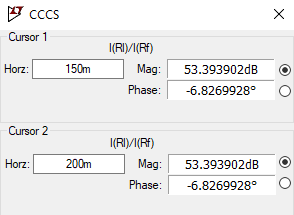 CCCS
Cursor 1
I(Rl)/I(Rf)
Horz: 150m Mag: 53.393902dB
Phase: -6.8269928°
Cursor 2
I(Rl)/I(Rf)
Horz: 200m Mag: 53.393902dB
Phase: -6.8269928°